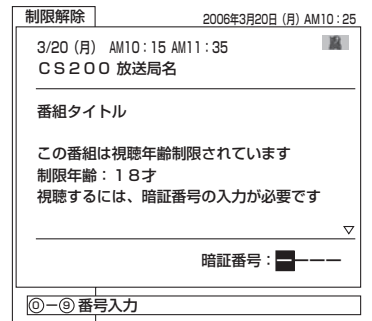 制限解除
2006年3月20日（月）AM10：25
3/20（月） AM10：15 AM11：35
ＣＳ２００ 放送局名
番組タイトル
この番組は視聴年齢制限されています
制限年齢：１８才
視聴するには、暗証番号の入力が必要です
▽
暗証番号：－－－－
⓪－⑨ 番号入力